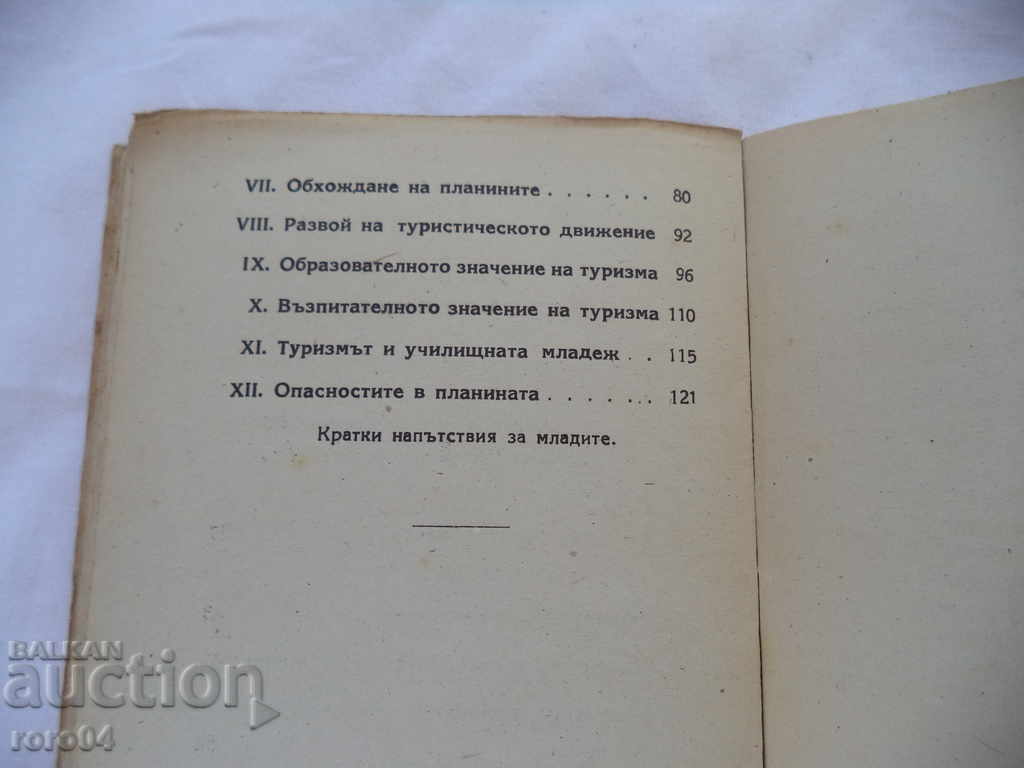 VII. Обхождане на планините . . . . . . 80
VIII. Развой на туристическото движение 92
IX. Образователното значение на туризма 96
X. Възпитателното значение на туризма 110
XI. Туризмът и училищната младеж . . 115
XII. Опасностите в планината . . . . . . 121
Кратки напътствия за младите.
BALKAN
auction
roro04